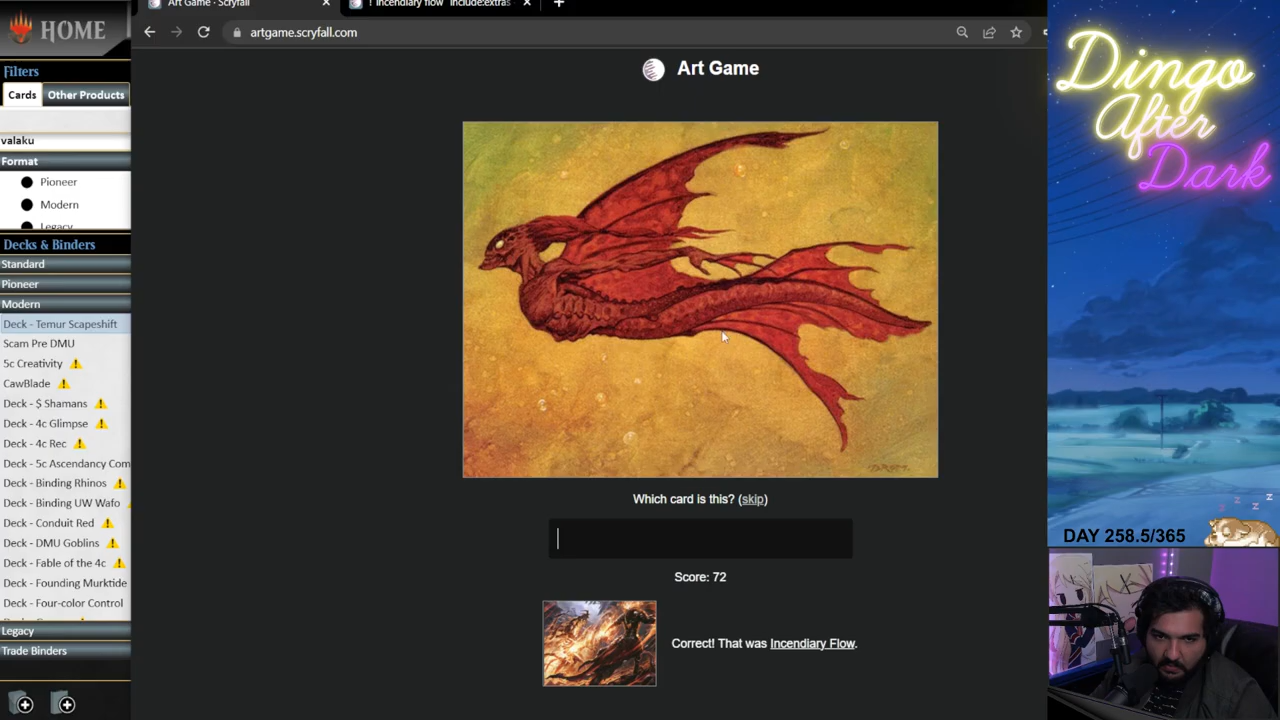 Art Game · Scryfall
! "Incendiary flow" include:extras
HOME
artgame.scryfall.com
Filters
Cards
Other Products
valaku
Format
Pioneer
Modern
Legacy
Decks & Binders
Standard
Pioneer
Modern
Deck - Temur Scapeshift
Scam Pre DMU
5c Creativity
CawBlade
Deck - $ Shamans
Deck - 4c Glimpse
Deck - 4c Rec
Deck - 5c Ascendancy Com
Deck - Binding Rhinos
Deck - Binding UW Wafo
Deck - Conduit Red
Deck - DMU Goblins
Deck - Fable of the 4c
Deck - Founding Murktide
Deck - Four-color Control
Legacy
Trade Binders
Art Game
Which card is this? (skip)
Score: 72
Correct! That was Incendiary Flow.
Dingo
After
Dark
DAY 258.5/365
z z z